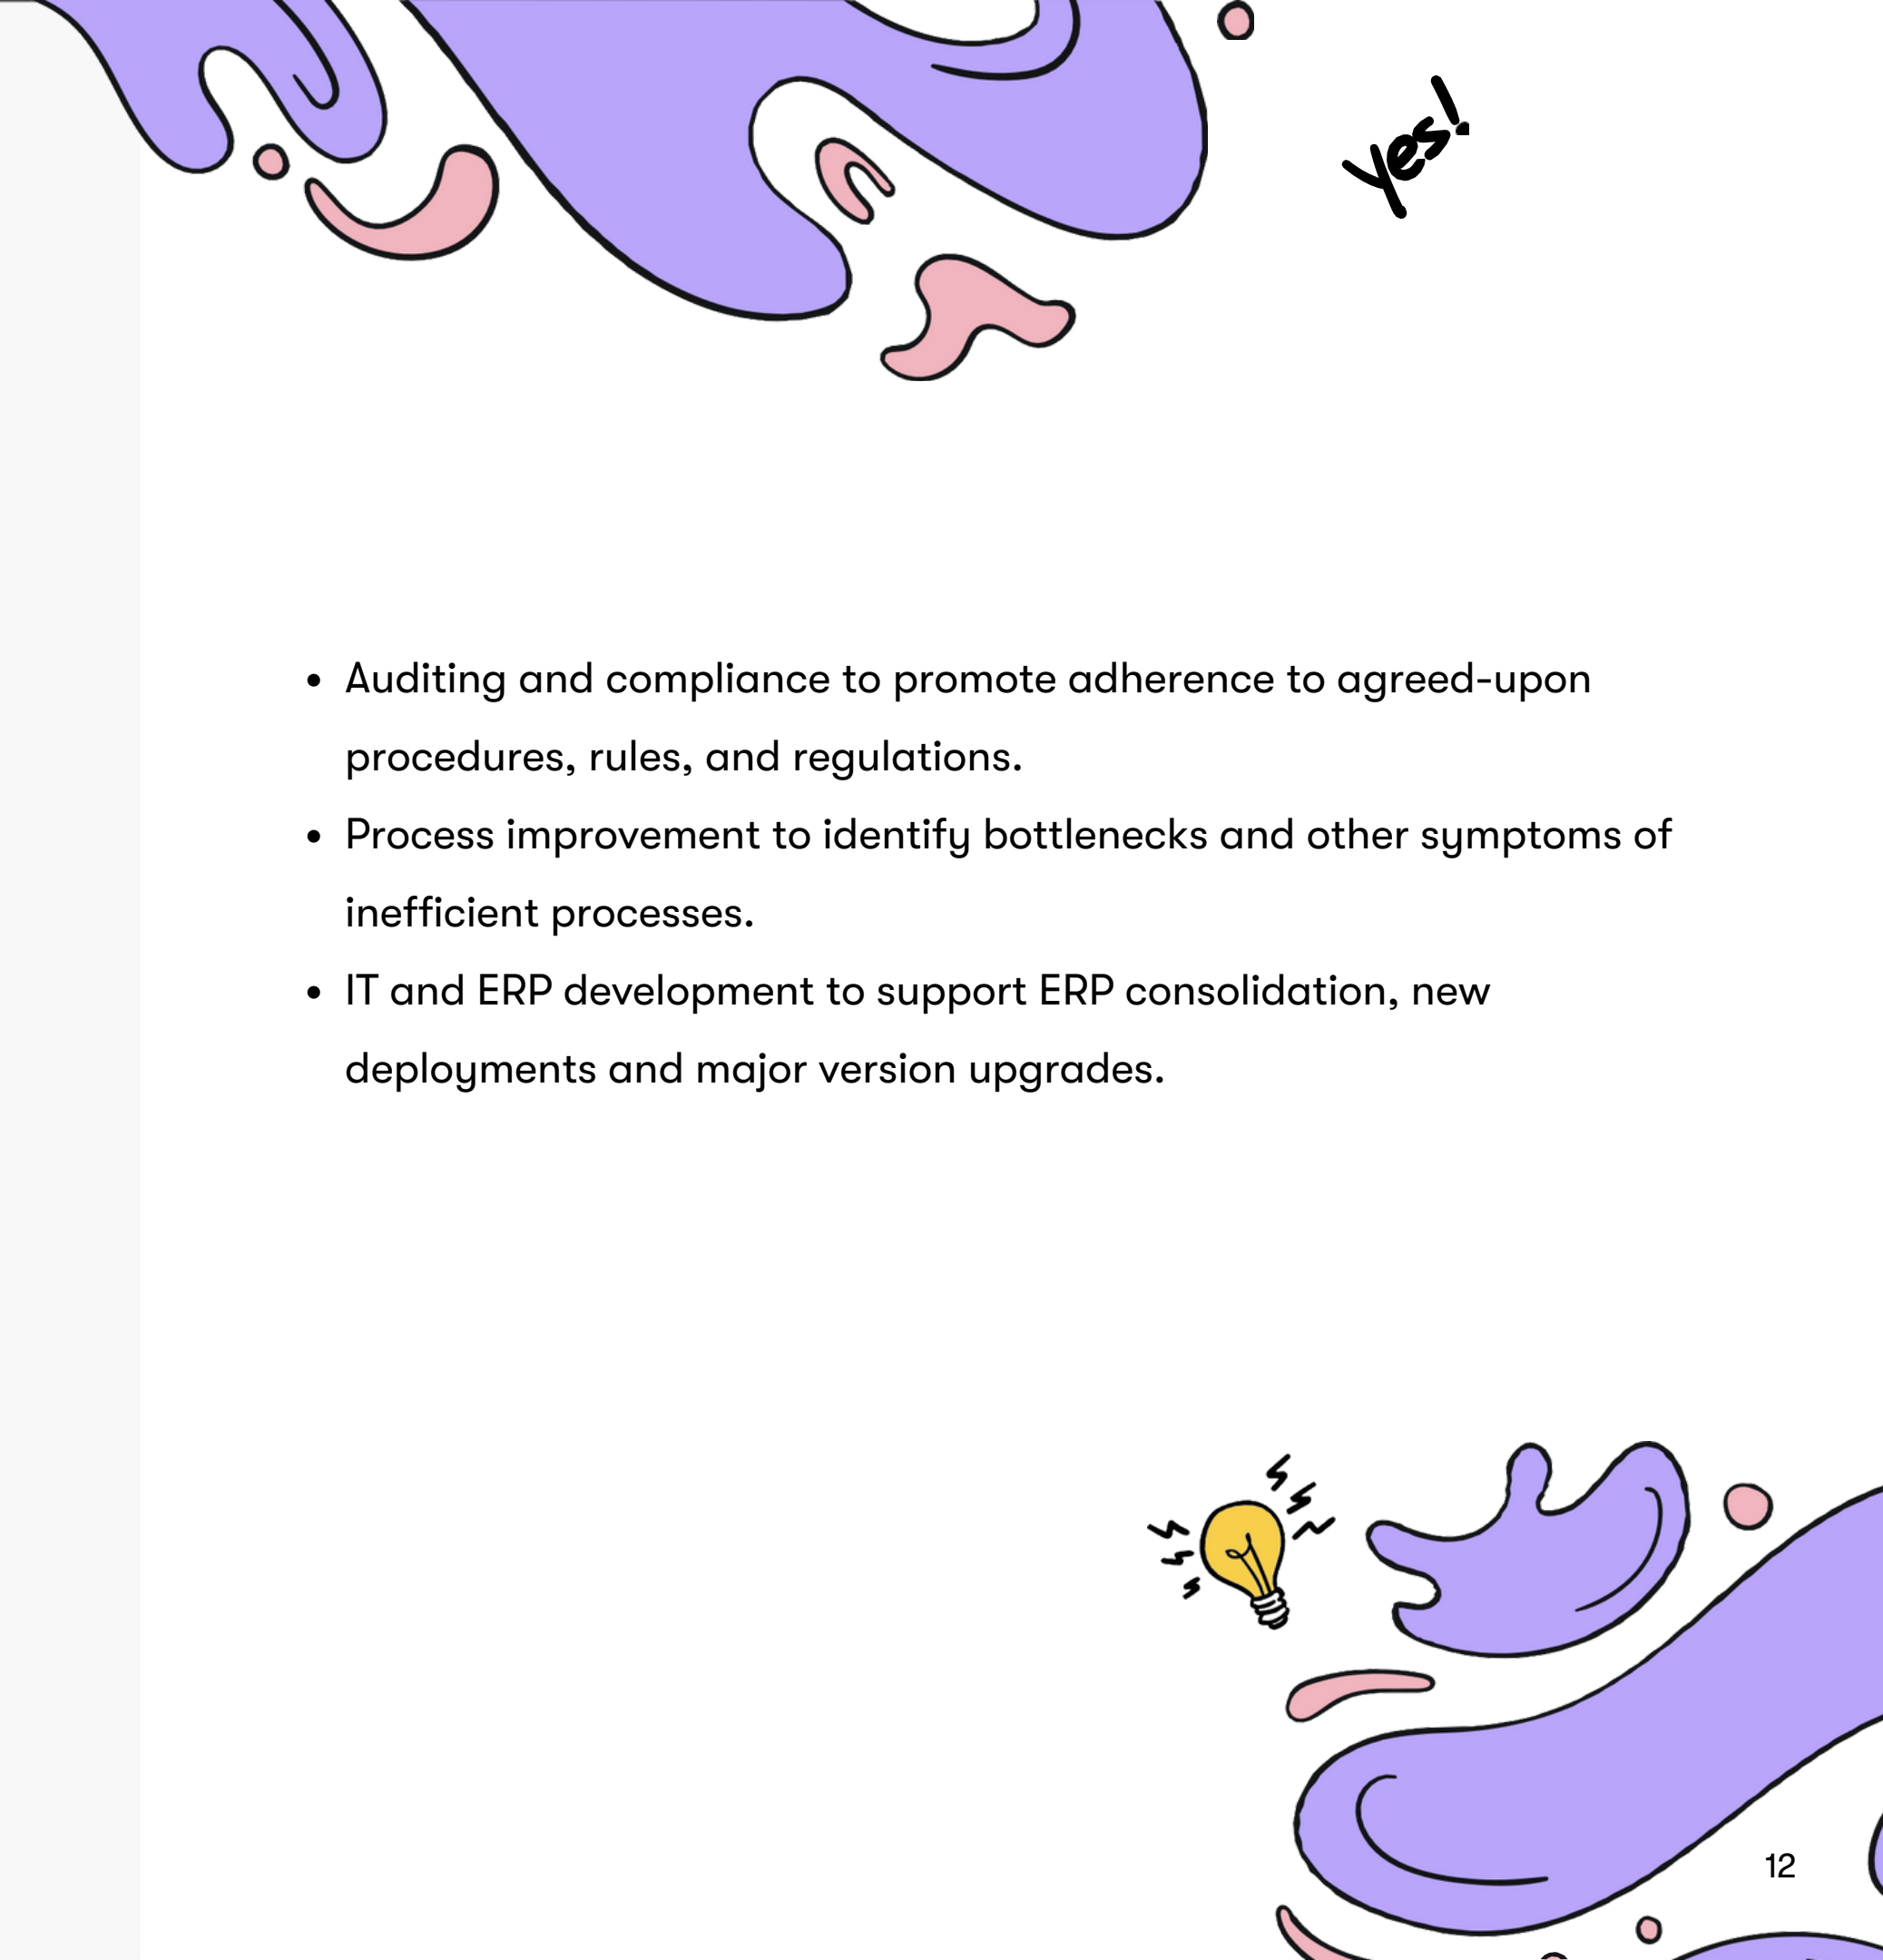 Yes!
• Auditing and compliance to promote adherence to agreed-upon
procedures, rules, and regulations.
• Process improvement to identify bottlenecks and other symptoms of
inefficient processes.
• IT and ERP development to support ERP consolidation, new
deployments and major version upgrades.
12